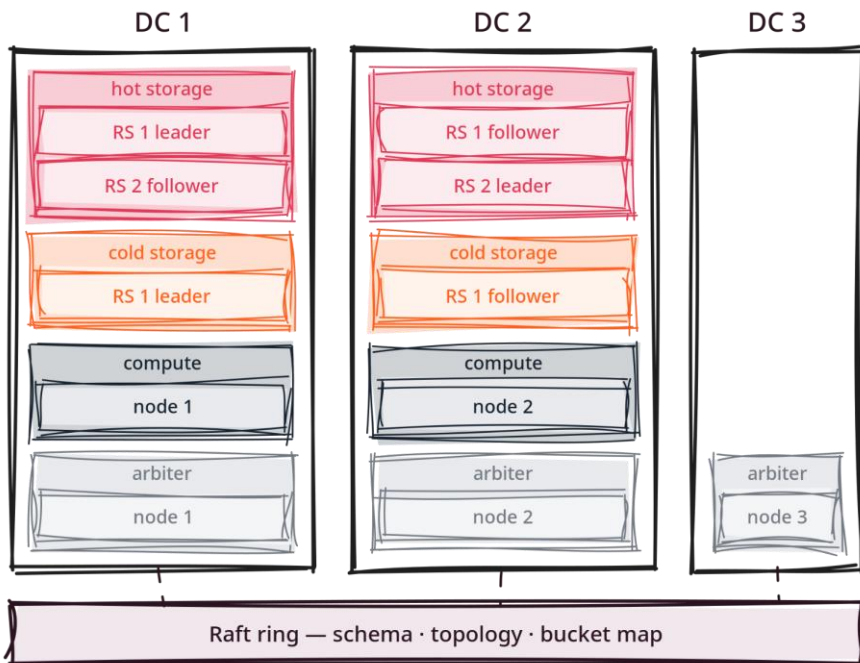 DC 1
hot storage
RS 1 leader
RS 2 follower
cold storage
RS 1 leader
compute
node 1
arbiter
node 1
DC 2
hot storage
RS 1 follower
RS 2 leader
cold storage
RS 1 follower
compute
node 2
arbiter
node 2
DC 3
arbiter
node 3
Raft ring — schema · topology · bucket map